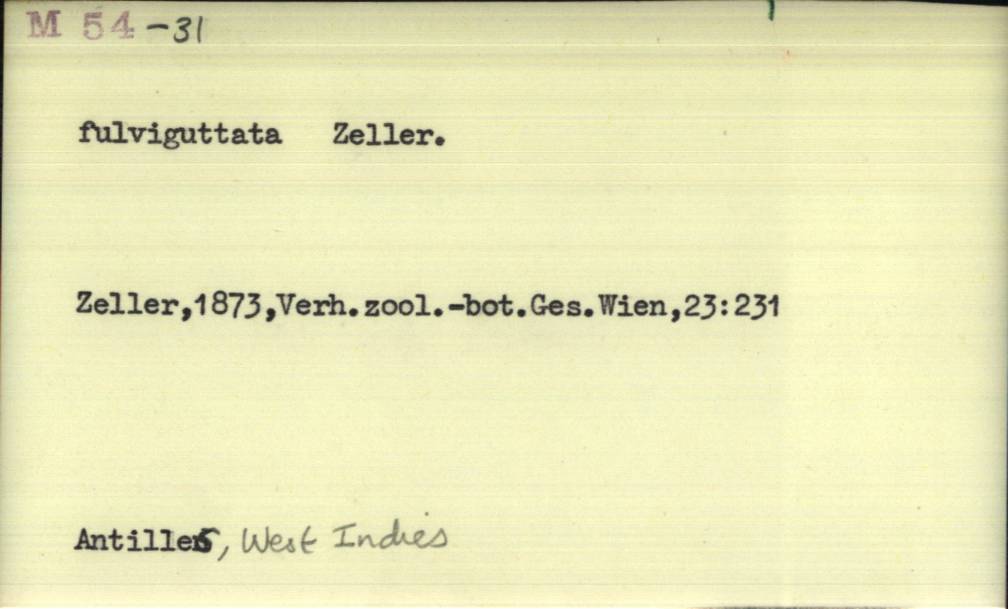 M 54-31
fulviguttata Zeller.
Zeller,1873,Verh.zool.-bot.Ges.Wien,23:231
Antilles, West Indies